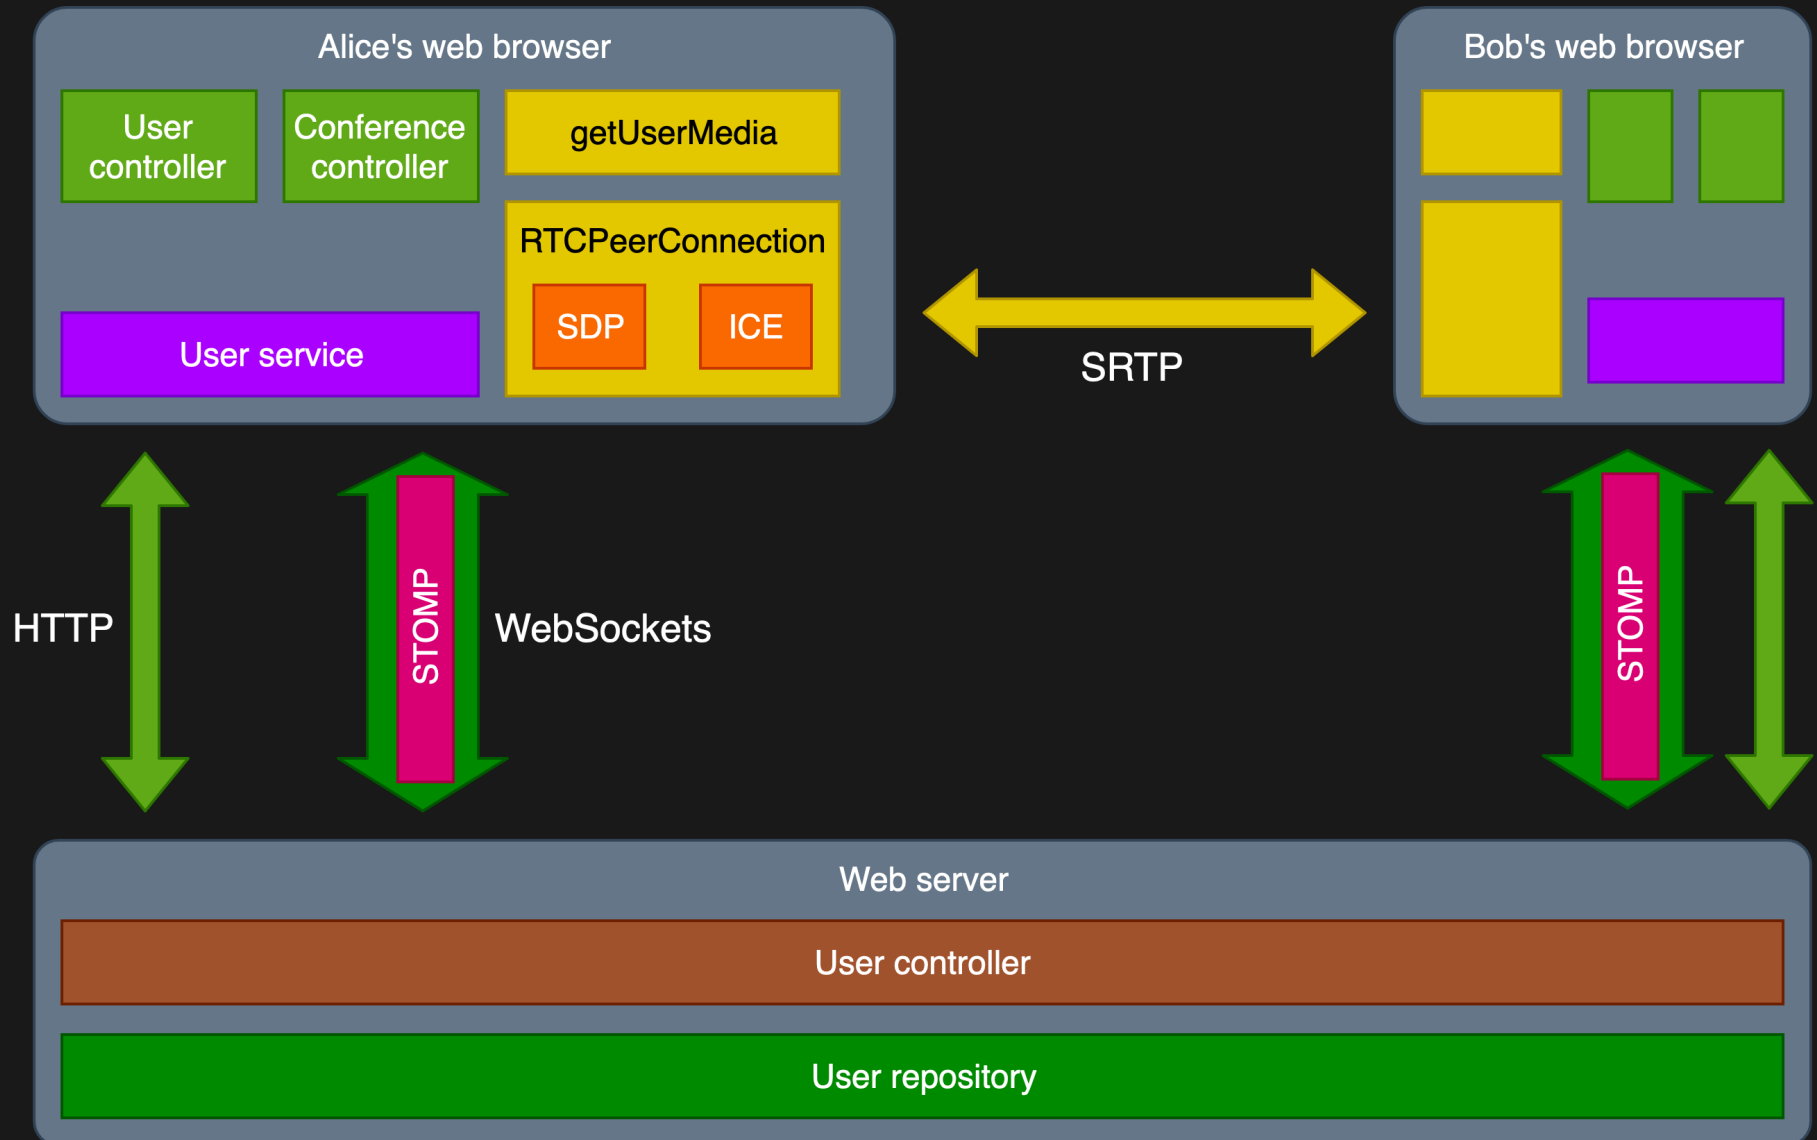 Alice's web browser
Bob's web browser
User
controller
Conference
controller
getUserMedia
RTCPeerConnection
SDP
ICE
User service
SRTP
HTTP
STOMP
WebSockets
STOMP
Web server
User controller
User repository